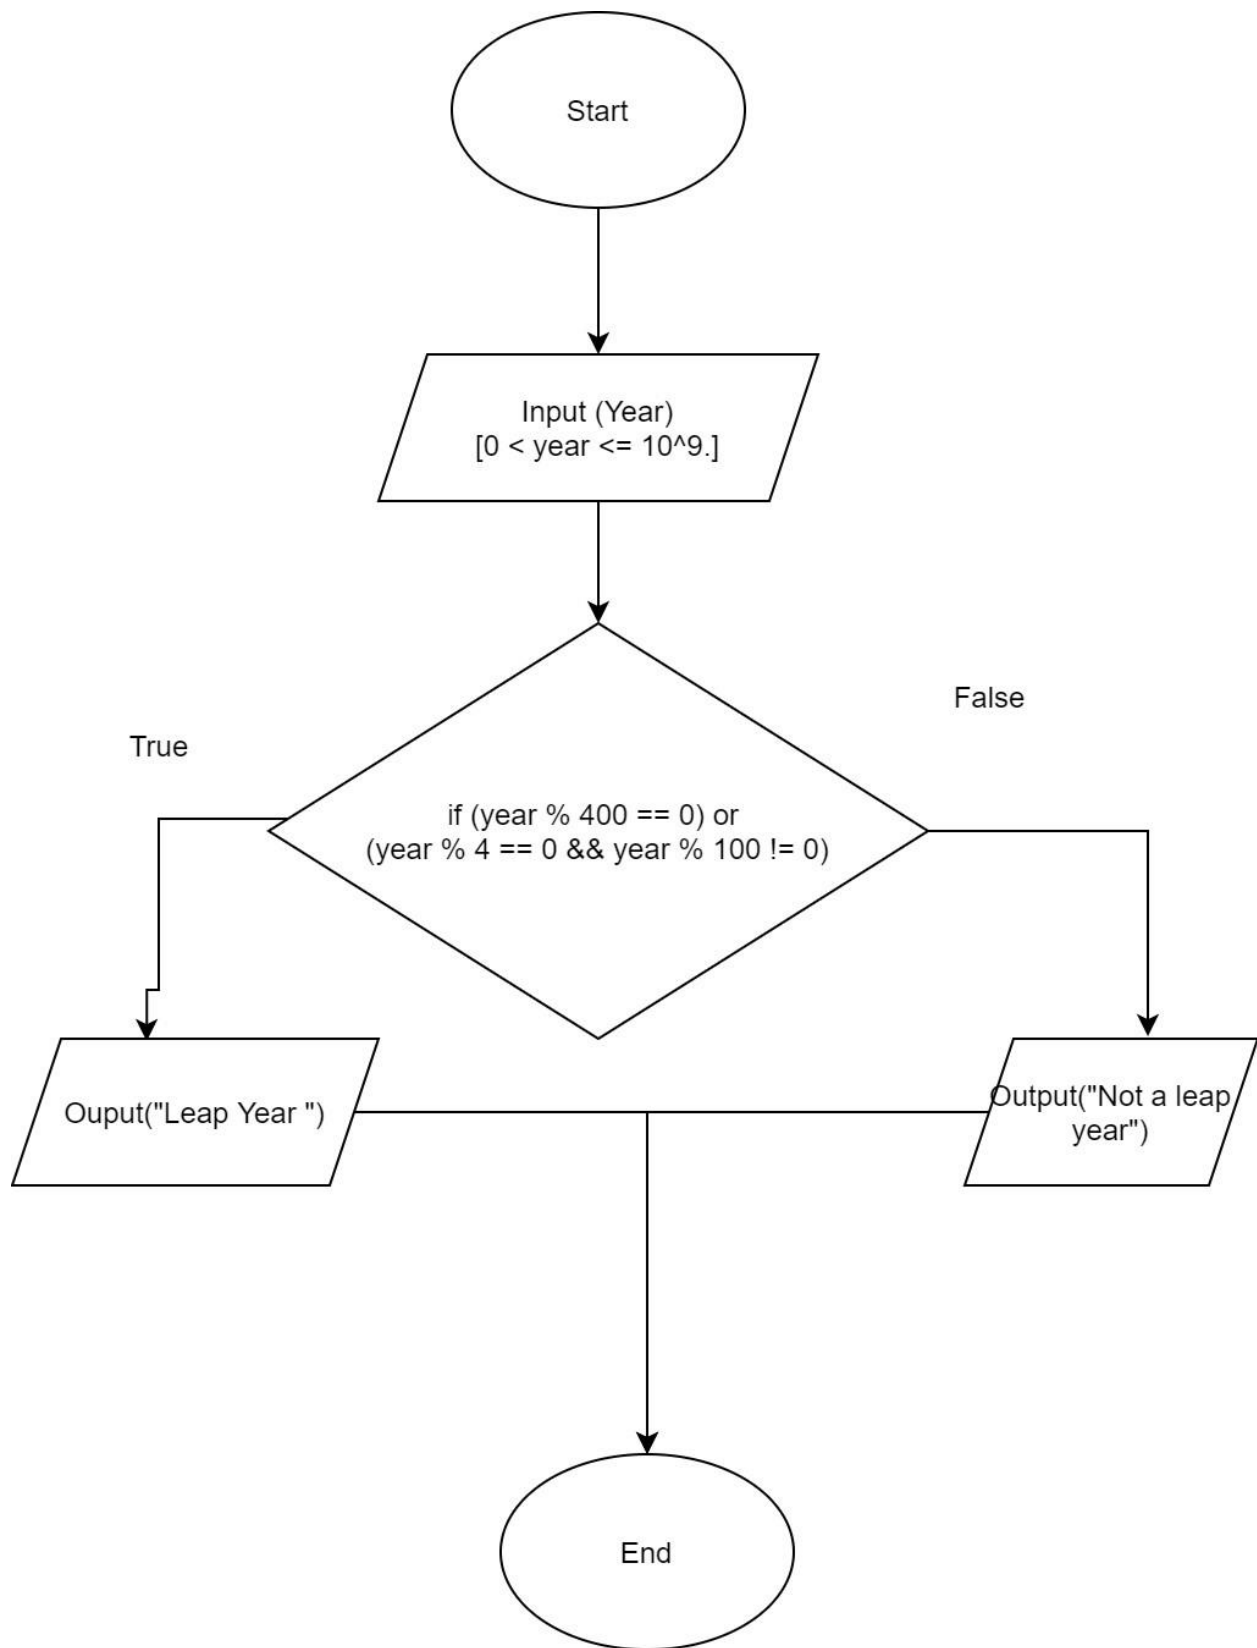 Start
Input (Year)
[0 < year <= 10^9.]
False
True
if (year % 400 == 0) or
(year % 4 == 0 && year % 100 != 0)
Ouput("Leap Year ")
Output("Not a leap
year")
End